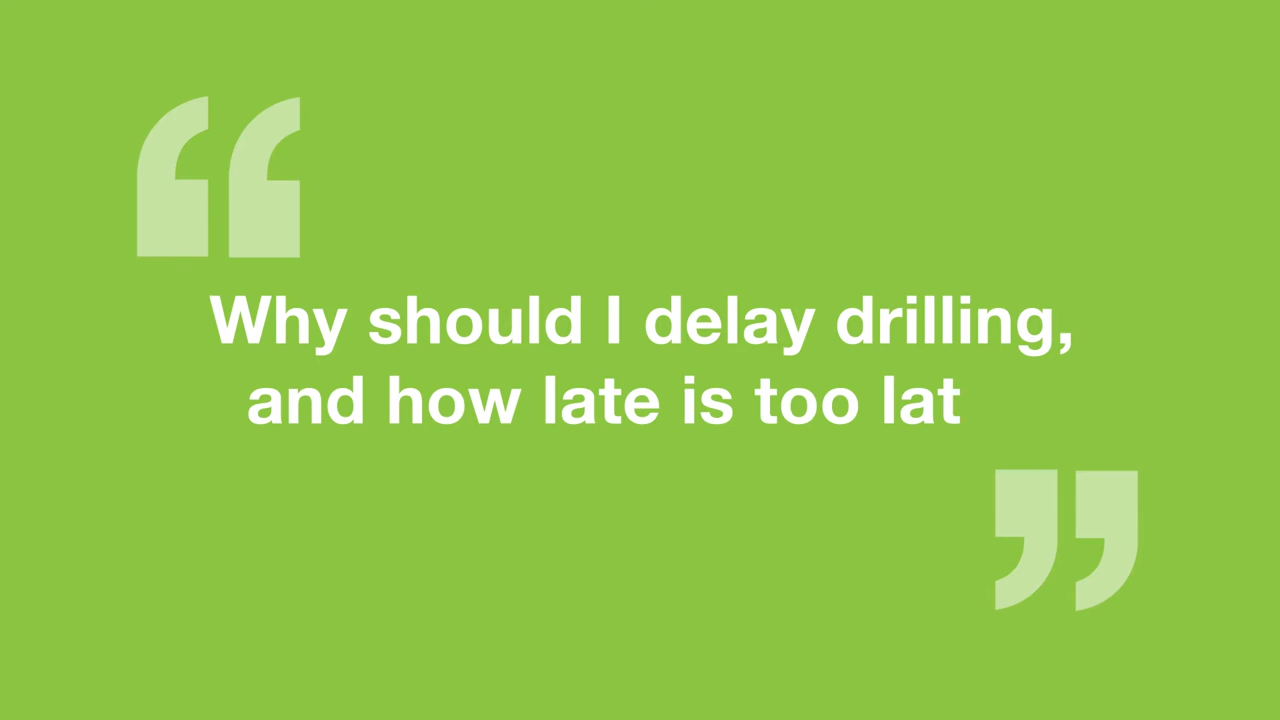 “
Why should I delay drilling,
and how late is too lat
”